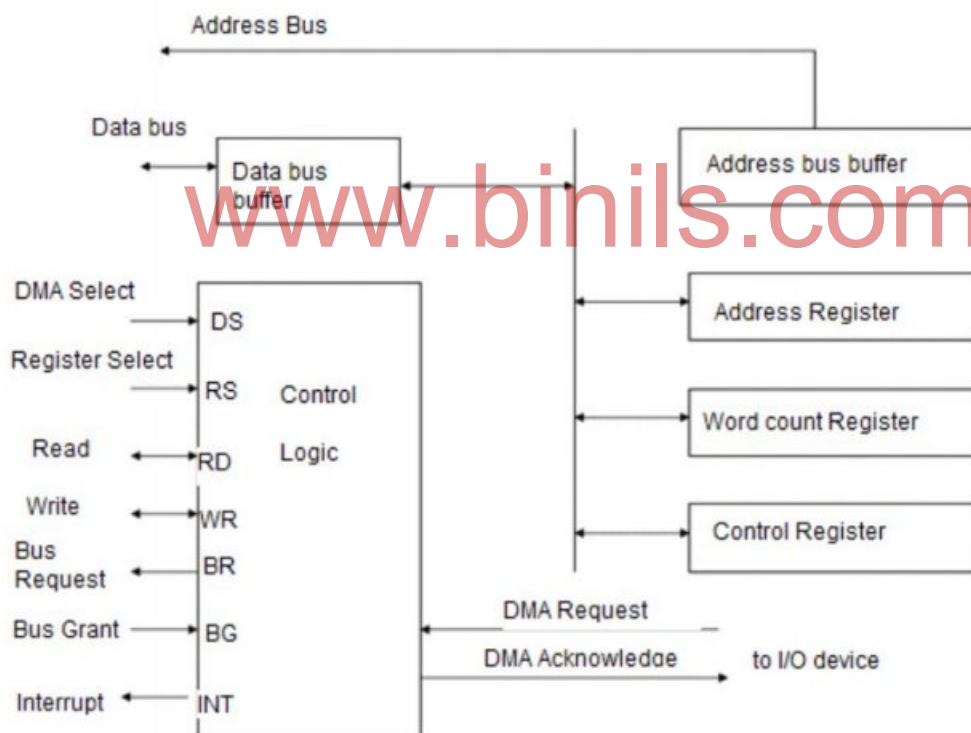 Address Bus
Data bus
Data bus
buffer
Address bus buffer
www.binils.com
DMA Select
DS
Address Register
Register Select
RS
Control
Word count Register
Read
RD
Logic
Write
WR
Control Register
Bus
Request
BR
DMA Request
Bus Grant
BG
DMA Acknowledge
to I/O device
Interrupt
INT